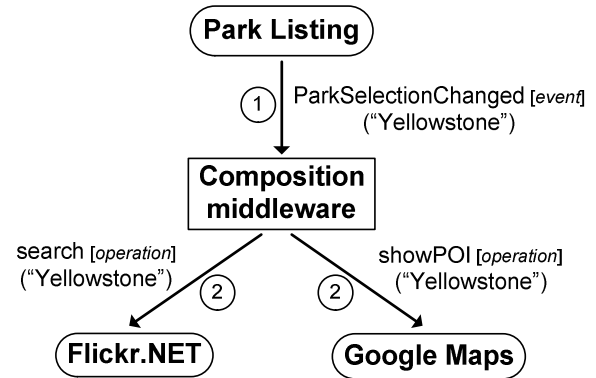 Park Listing
1
ParkSelectionChanged [event]
(“Yellowstone”)
Composition
middleware
search [operation]
(“Yellowstone”)
2
2
showPOI [operation]
(“Yellowstone”)
Flickr.NET
Google Maps